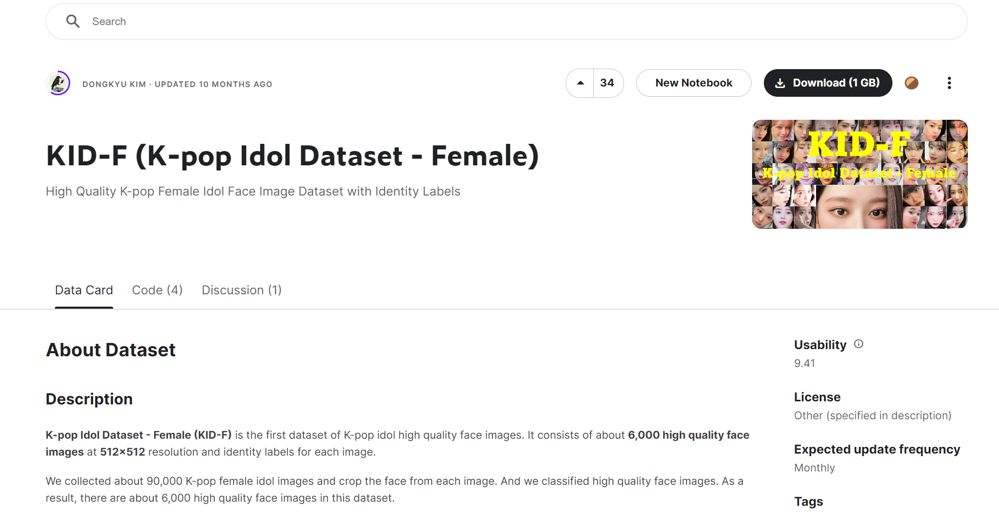 Search
DONGKYU KIM · UPDATED 10 MONTHS AGO
34
New Notebook
Download (1 GB)
KID-F (K-pop Idol Dataset - Female)
High Quality K-pop Female Idol Face Image Dataset with Identity Labels
KID-F
K-pop Idol Dataset - Female
Data Card
Code (4)
Discussion (1)
About Dataset
Description
K-pop Idol Dataset - Female (KID-F) is the first dataset of K-pop idol high quality face images. It consists of about 6,000 high quality face
images at 512×512 resolution and identity labels for each image.
We collected about 90,000 K-pop female idol images and crop the face from each image. And we classified high quality face images. As a
result, there are about 6,000 high quality face images in this dataset.
Usability
9.41
License
Other (specified in description)
Expected update frequency
Monthly
Tags